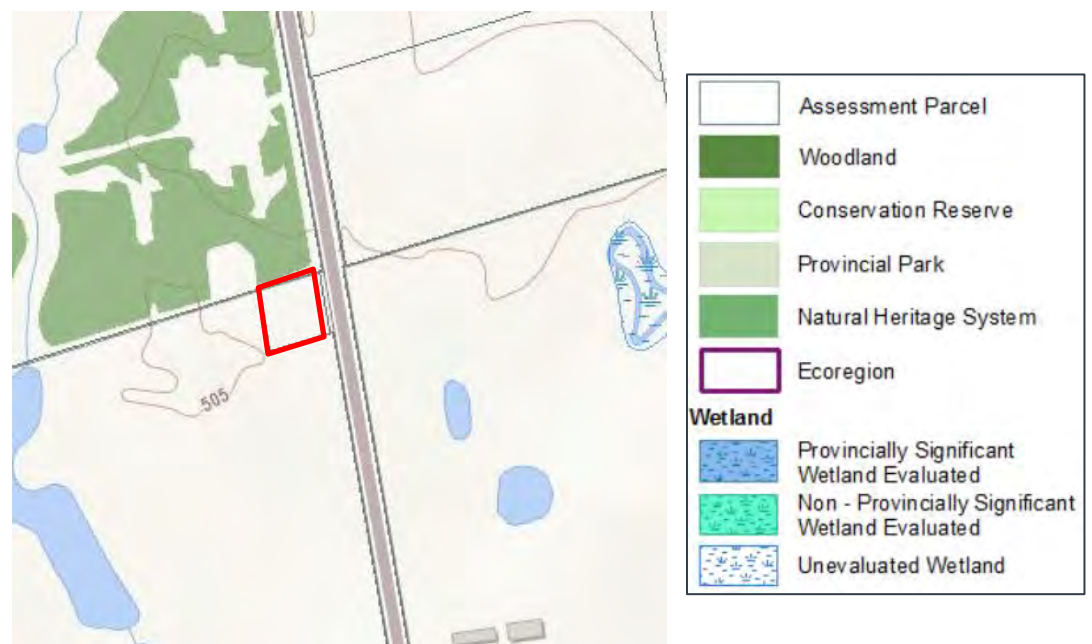 505
Assessment Parcel
Woodland
Conservation Reserve
Provincial Park
Natural Heritage System
Ecoregion
Wetland
Provincially Significant
Wetland Evaluated
Non - Provincially Significant
Wetland Evaluated
Unevaluated Wetland